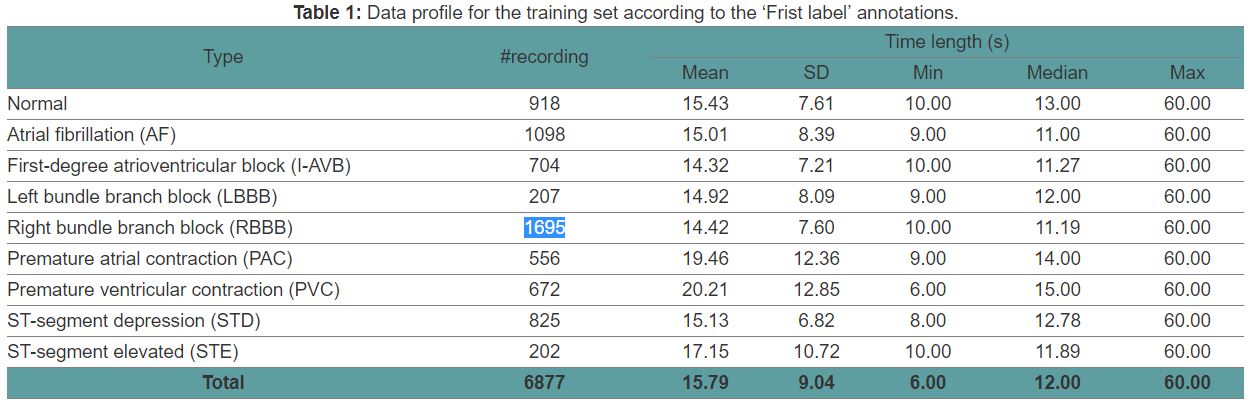 Table 1: Data profile for the training set according to the ‘Frist label’ annotations.
Type #recording Time length (s)
Mean SD Min Median Max
Normal 918 15.43 7.61 10.00 13.00 60.00
Atrial fibrillation (AF) 1098 15.01 8.39 9.00 11.00 60.00
First-degree atrioventricular block (I-AVB) 704 14.32 7.21 10.00 11.27 60.00
Left bundle branch block (LBBB) 207 14.92 8.09 9.00 12.00 60.00
Right bundle branch block (RBBB) 1695 14.42 7.60 10.00 11.19 60.00
Premature atrial contraction (PAC) 556 19.46 12.36 9.00 14.00 60.00
Premature ventricular contraction (PVC) 672 20.21 12.85 6.00 15.00 60.00
ST-segment depression (STD) 825 15.13 6.82 8.00 12.78 60.00
ST-segment elevated (STE) 202 17.15 10.72 10.00 11.89 60.00
Total 6877 15.79 9.04 6.00 12.00 60.00